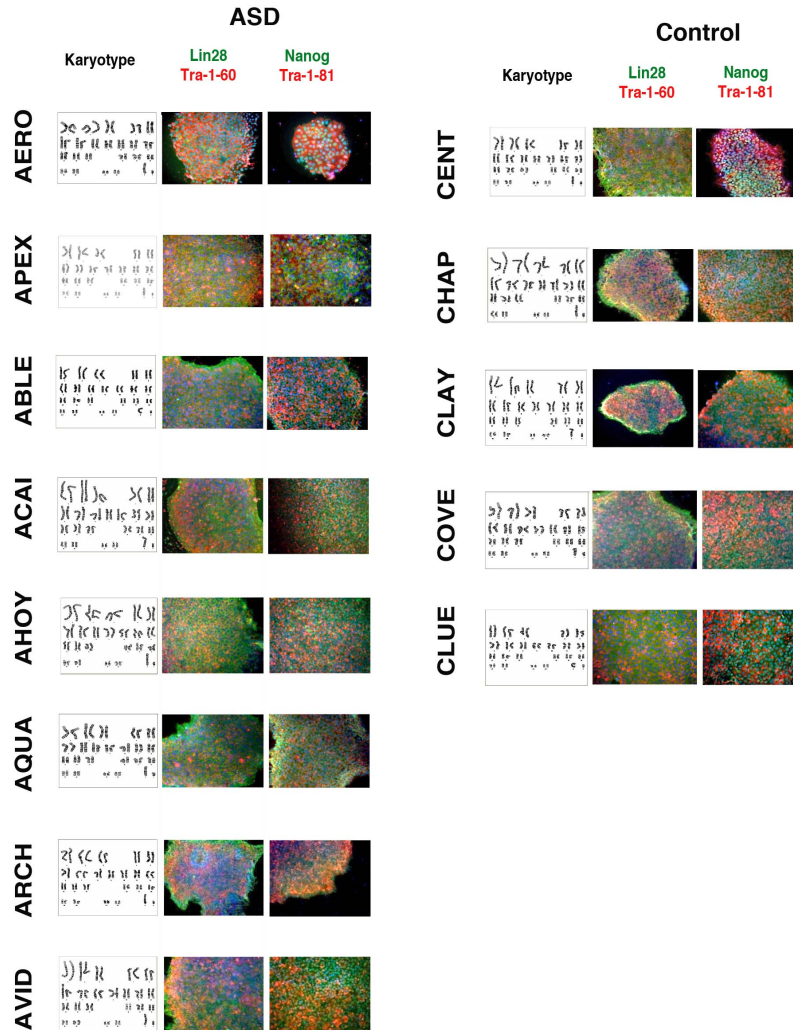 ASD
Karyotype
Lin28
Tra-1-60
Nanog
Tra-1-81
AERO
APEX
ABLE
ACAI
AHOY
AQUA
ARCH
AVID
Control
Karyotype
Lin28
Tra-1-60
Nanog
Tra-1-81
CENT
CHAP
CLAY
COVE
CLUE